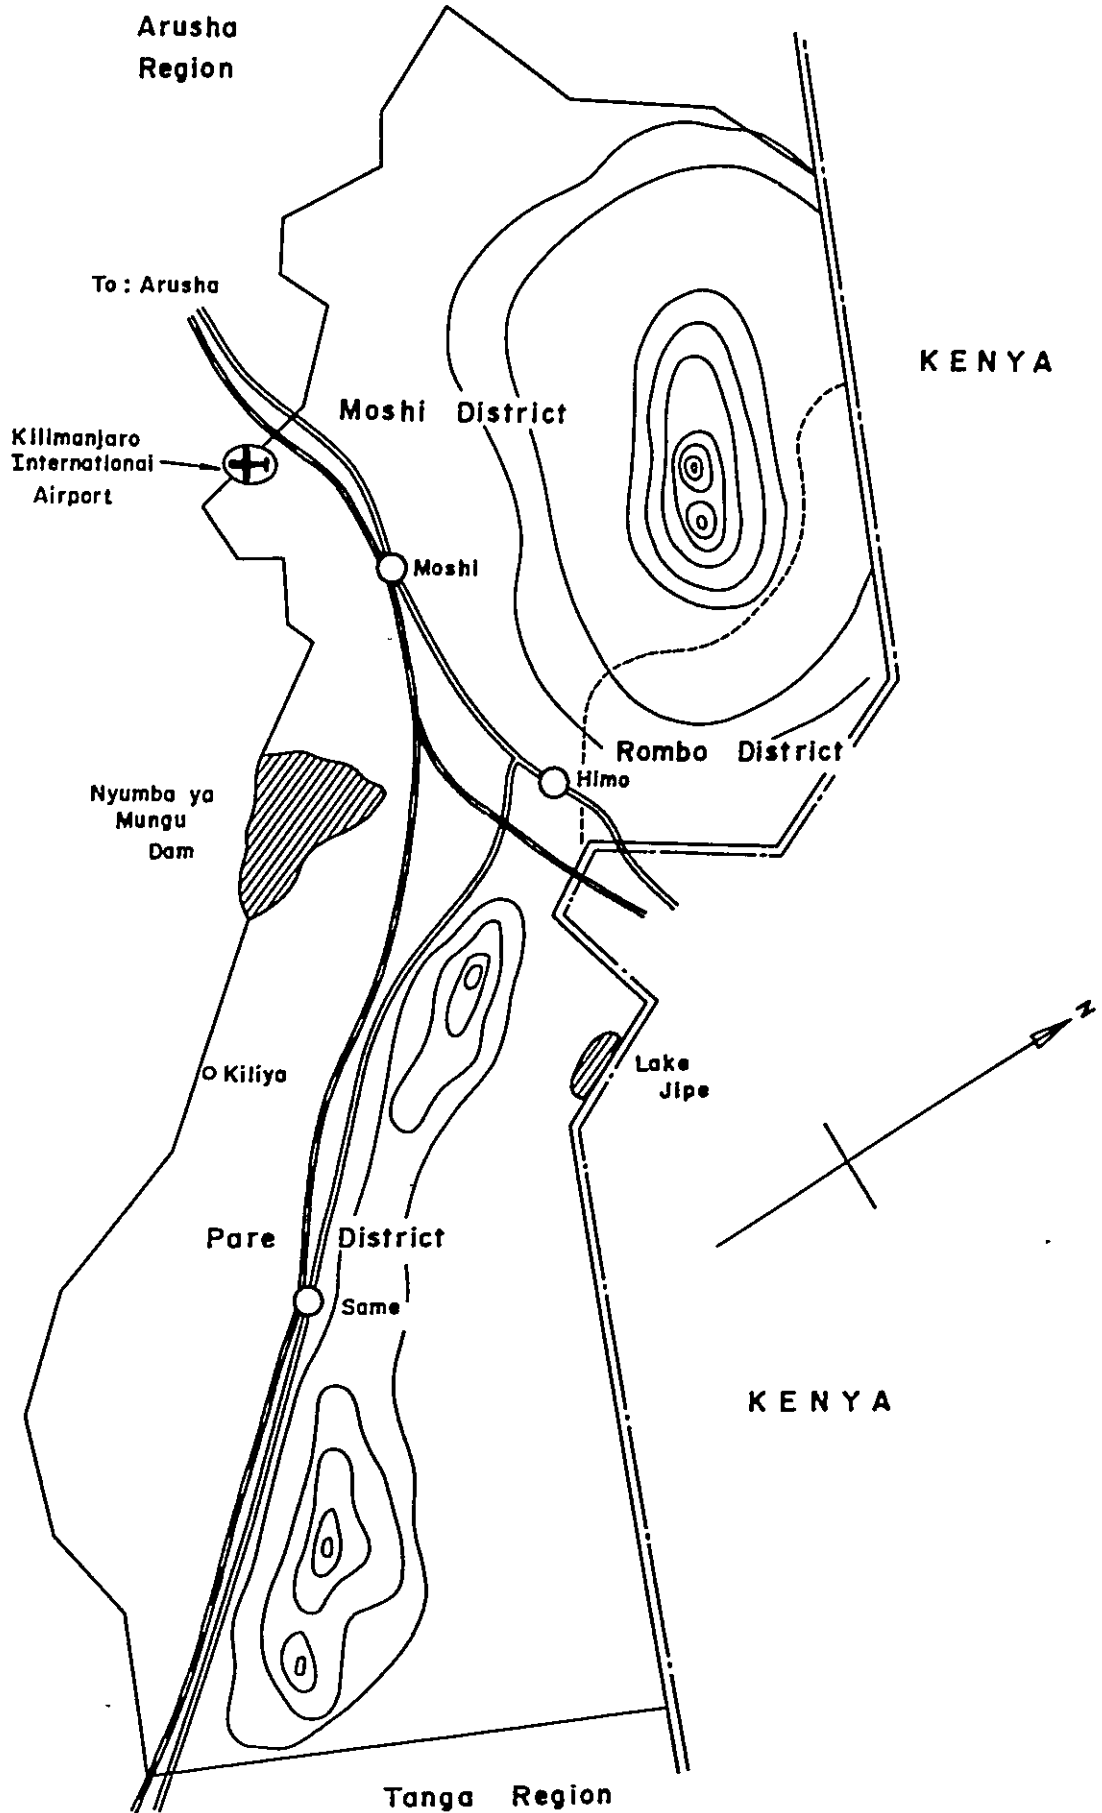 Arusha
Region
To : Arusha
KENYA
Moshi District
Kilimanjaro
International
Airport
Moshi
Rombo District
Himo
Nyumba ya
Mungu
Dam
N
Lake
Jipe
Kiliya
Pare District
Same
KENYA
Tanga Region